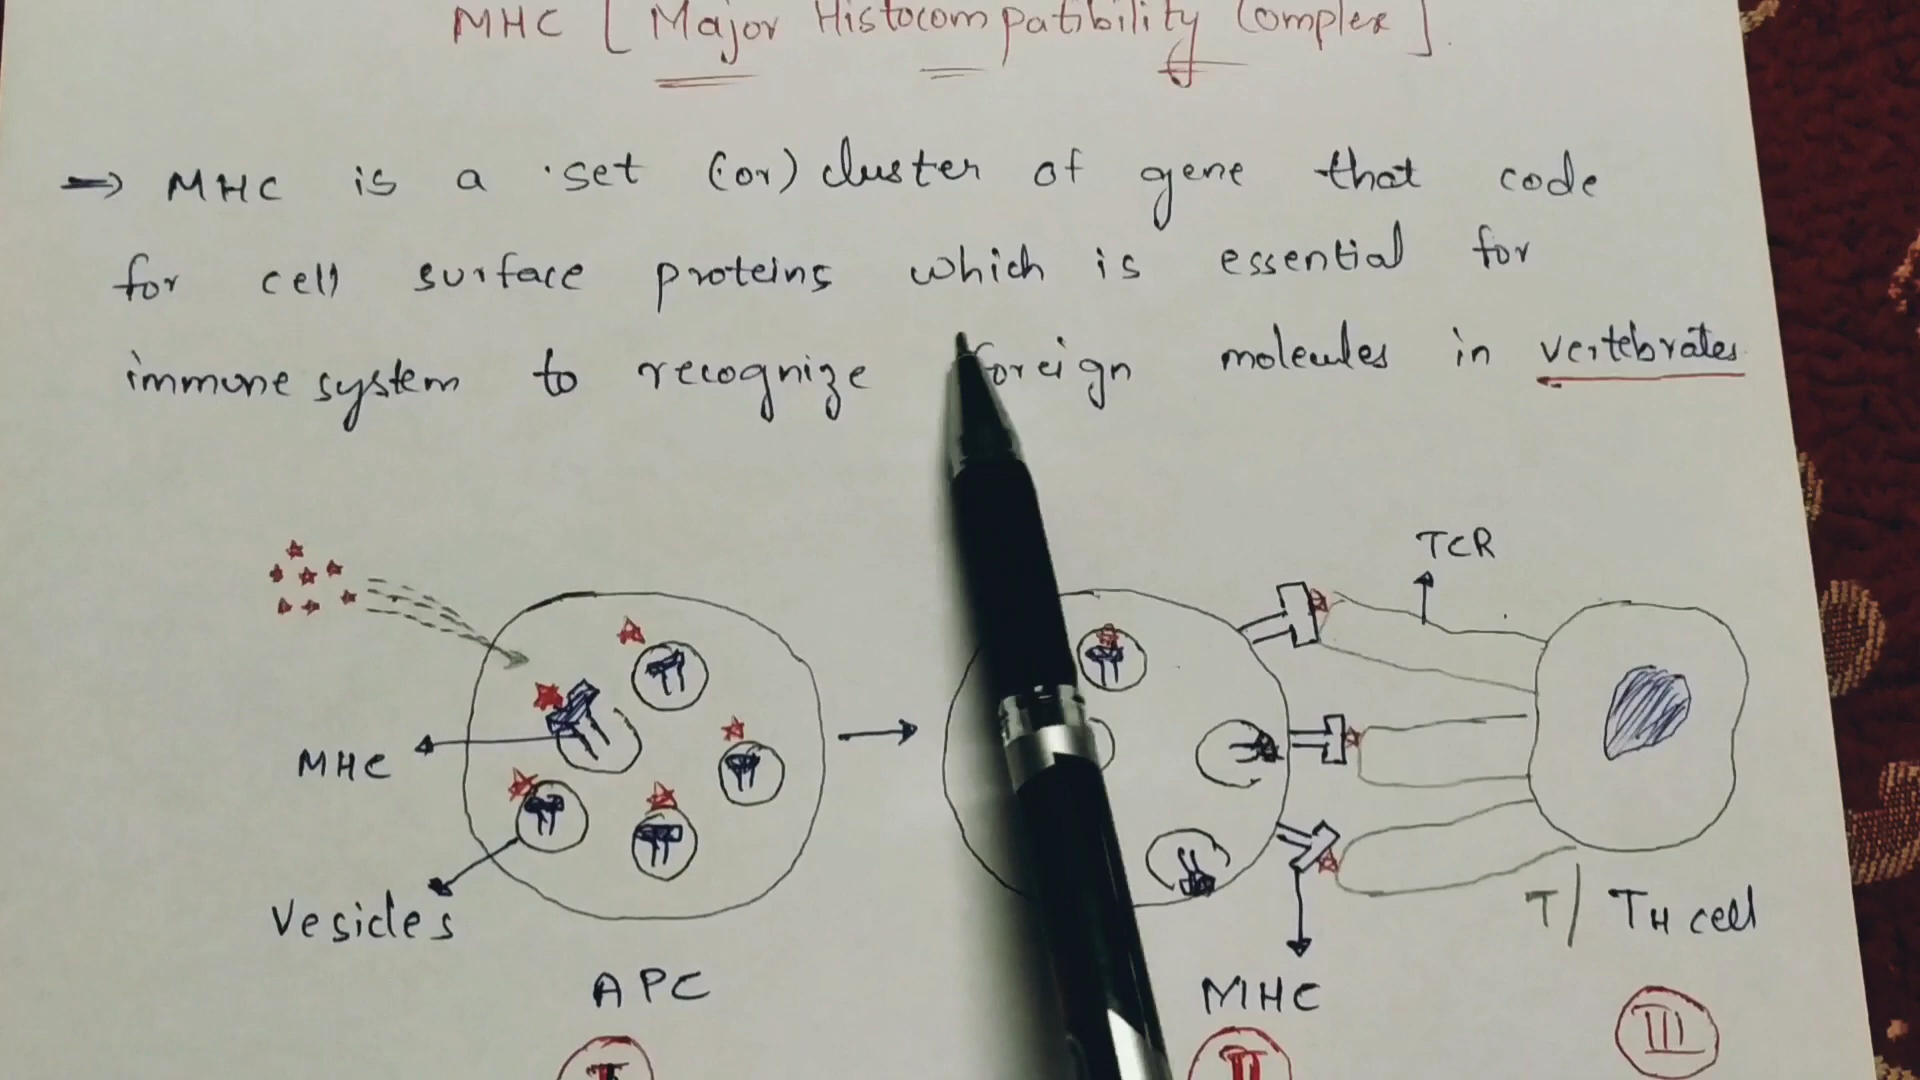 MHC [Major Histocompatibility Complex].
→ MHC is a set (or) cluster of gene that code
for cell surface proteins which is essential for
immune system to recognize foreign molecules in vertebrates
TCR
MHC
Vesicles
T/ TH cell
APC
MHC
I
II
III